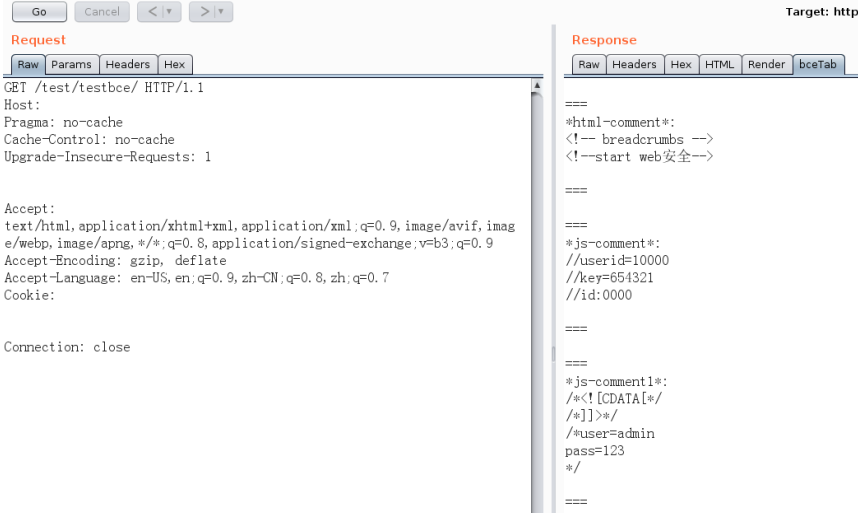 Go Cancel < > Target: http
Request
Raw Params Headers Hex
GET /test/testbce/ HTTP/1.1
Host:
Pragma: no-cache
Cache-Control: no-cache
Upgrade-Insecure-Requests: 1
Accept:
text/html,application/xhtml+xml,application/xml;q=0.9,image/avif,imag
e/webp,image/apng,*/*;q=0.8,application/signed-exchange;v=b3;q=0.9
Accept-Encoding: gzip, deflate
Accept-Language: en-US,en;q=0.9,zh-CN;q=0.8,zh;q=0.7
Cookie:
Connection: close
Response
Raw Headers Hex HTML Render bceTab
===
*html-comment*:
<!-- breadcrumbs -->
<!--start web安全-->
===
===
*js-comment*:
//userid=10000
//key=654321
//id:0000
===
===
*js-comment1*:
/*<![CDATA[*/
/*]]>*/
/*user=admin
pass=123
*/
===